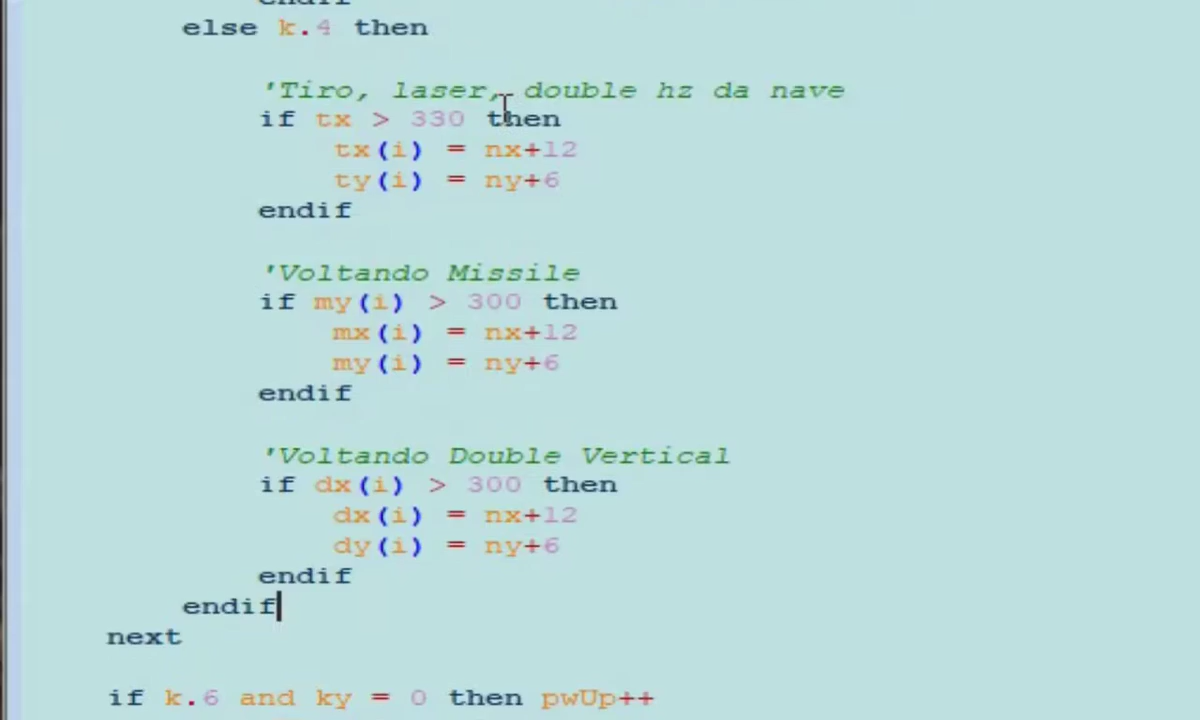 endif
else k.4 then
'Tiro, laser, double hz da nave
if tx > 330 then
tx(i) = nx+12
ty(i) = ny+6
endif
'Voltando Missile
if my(i) > 300 then
mx(i) = nx+12
my(i) = ny+6
endif
'Voltando Double Vertical
if dx(i) > 300 then
dx(i) = nx+12
dy(i) = ny+6
endif
endif
next
if k.6 and ky = 0 then pwUp++